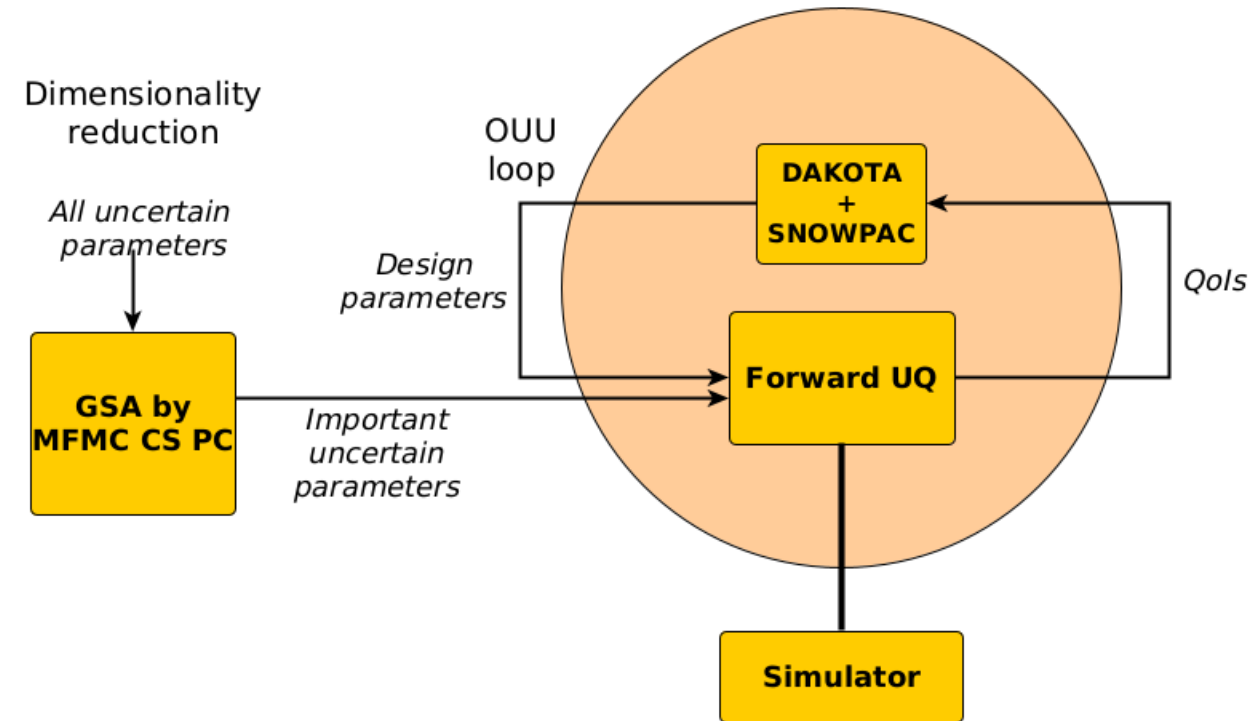 Dimensionality
reduction
All uncertain
parameters
GSA by
MFMC CS PC
Important
uncertain
parameters
OUU
loop
Design
parameters
DAKOTA
+
SNOWPAC
Forward UQ
QoIs
Simulator